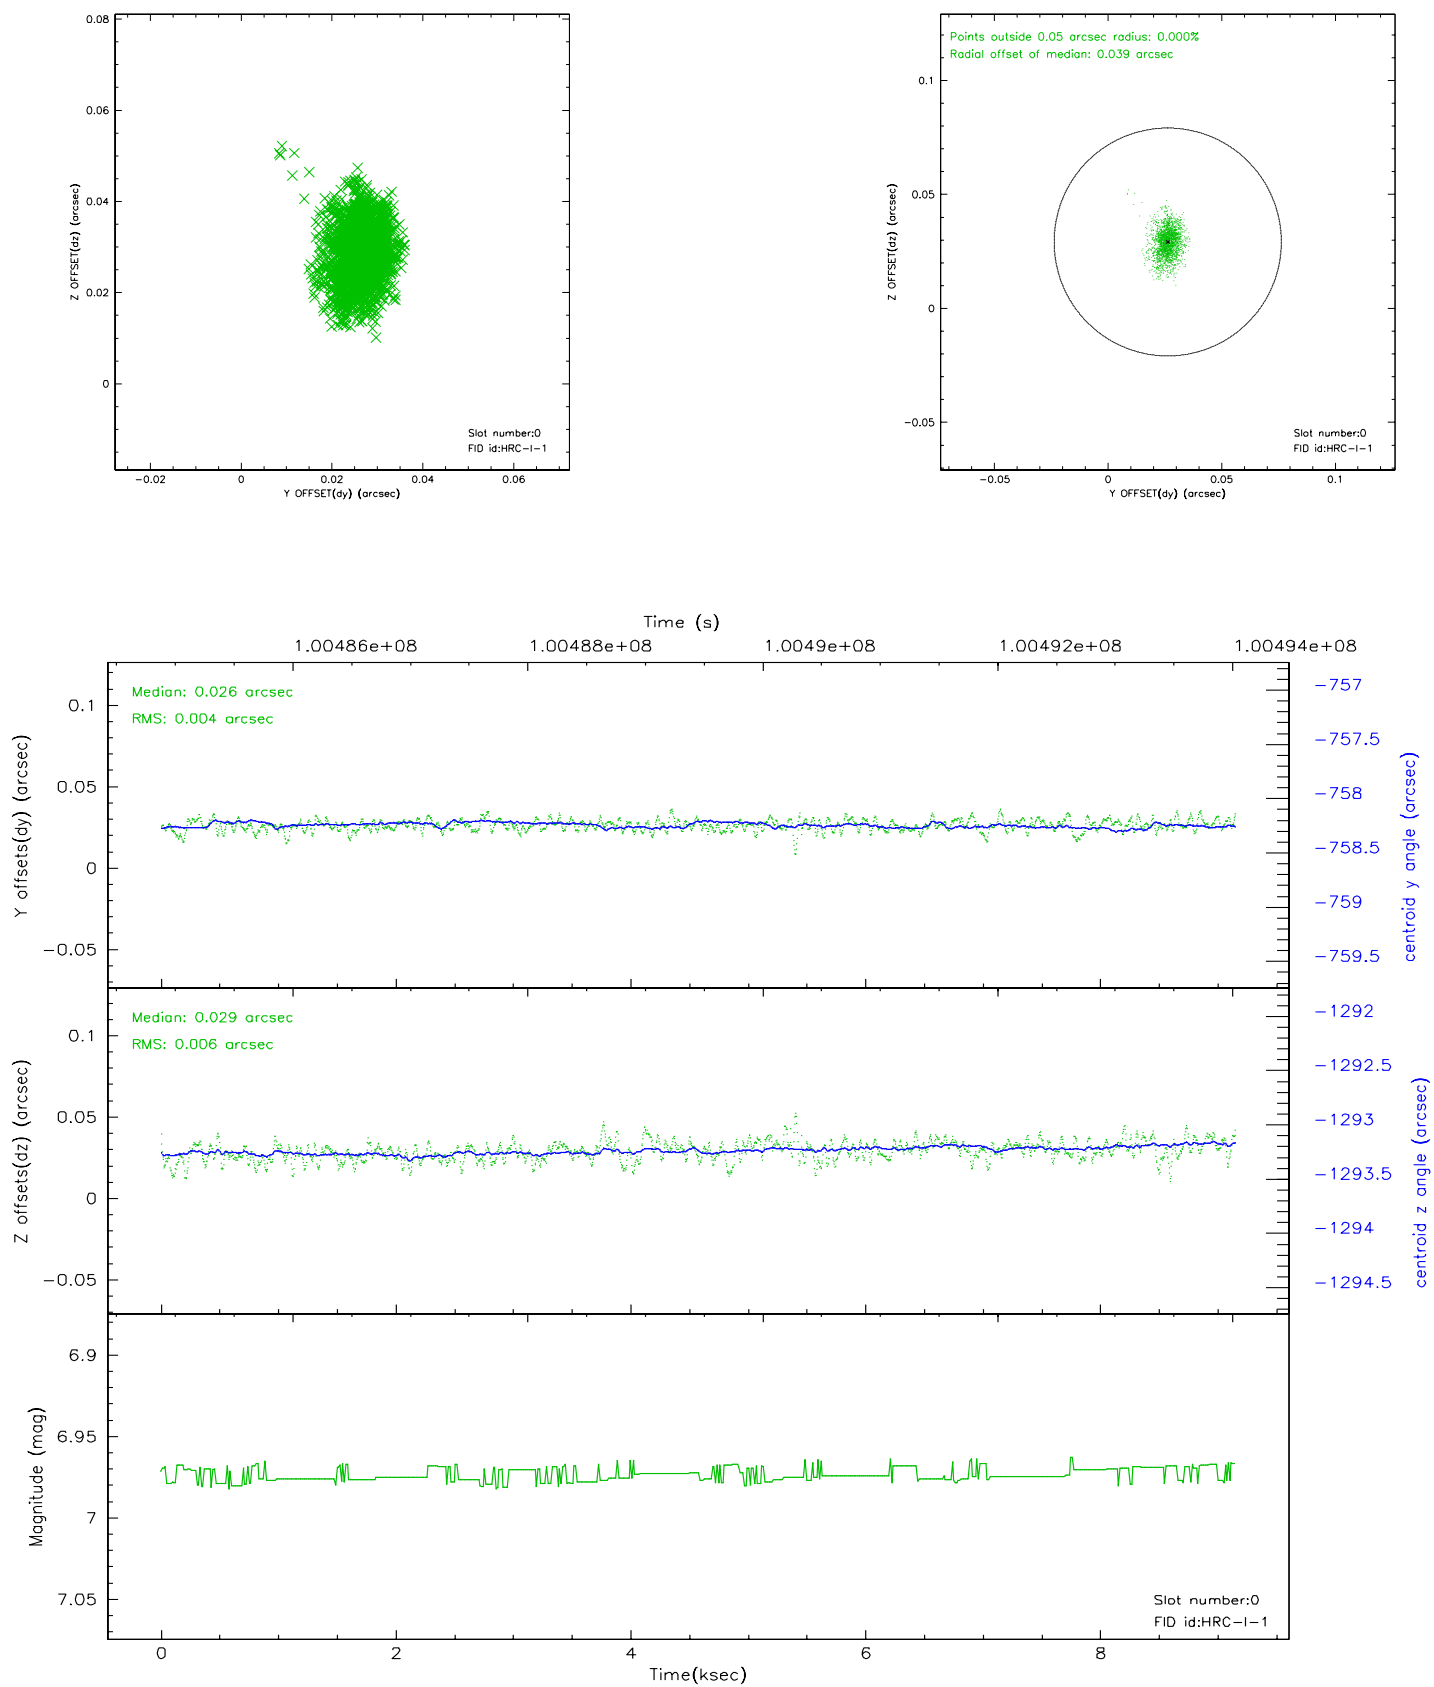 0.08
0.06
0.04
0.02
0
Z OFFSET(dz) (arcsec)
Slot number:0
FID id:HRC-I-1
-0.02 0 0.02 0.04 0.06
Y OFFSET(dy) (arcsec)
Points outside 0.05 arcsec radius: 0.000%
Radial offset of median: 0.039 arcsec
0.1
0.05
0
-0.05
Z OFFSET(dz) (arcsec)
Slot number:0
FID id:HRC-I-1
-0.05 0 0.05 0.1
Y OFFSET(dy) (arcsec)
Time (s)
1.00486e+08 1.00488e+08 1.0049e+08 1.00492e+08 1.00494e+08
Median: 0.026 arcsec
RMS: 0.004 arcsec
0.1
0.05
0
-0.05
Y offsets(dy) (arcsec)
-757
-757.5
-758
-758.5
-759
-759.5
centroid y angle (arcsec)
Median: 0.029 arcsec
RMS: 0.006 arcsec
0.1
0.05
0
-0.05
Z offsets(dz) (arcsec)
-1292
-1292.5
-1293
-1293.5
-1294
-1294.5
centroid z angle (arcsec)
6.9
6.95
7
7.05
Magnitude (mag)
Slot number:0
FID id:HRC-I-1
0 2 4 6 8
Time(ksec)